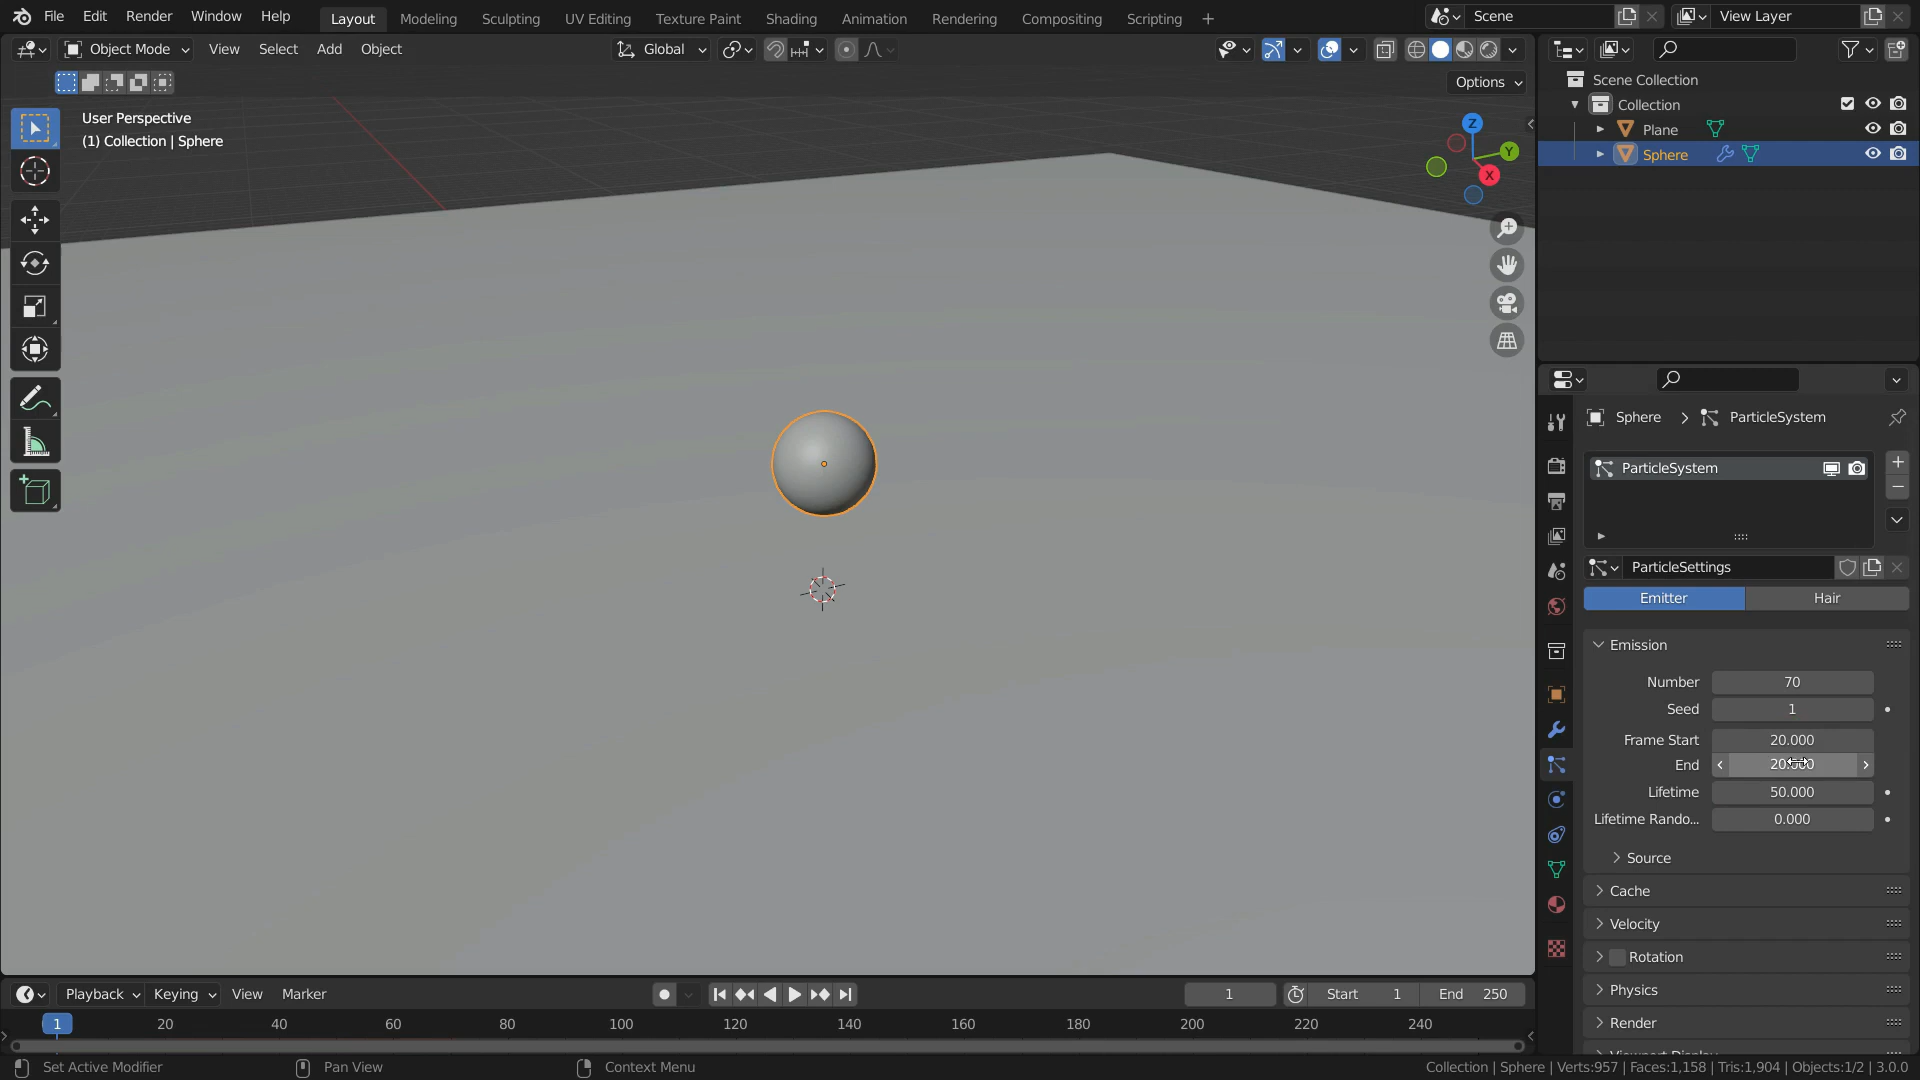 File Edit Render Window Help
Layout Modeling Sculpting UV Editing Texture Paint Shading Animation Rendering Compositing Scripting +
Scene
View Layer
Object Mode View Select Add Object
Global
Options
User Perspective
(1) Collection | Sphere
Z
Y
X
Scene Collection
Collection
Plane
Sphere
Sphere > ParticleSystem
ParticleSystem
ParticleSettings
Emitter Hair
Emission
Number 70
Seed 1
Frame Start 20.000
End
Lifetime 50.000
Lifetime Rando... 0.000
Source
Cache
Velocity
Rotation
Physics
Render
Viewport Display
Playback Keying View Marker
1
Start 1
End 250
1 20 40 60 80 100 120 140 160 180 200 220 240
Set Active Modifier
Pan View
Context Menu
Collection | Sphere | Verts:957 | Faces:1,158 | Tris:1,904 | Objects:1/2 | 3.0.0